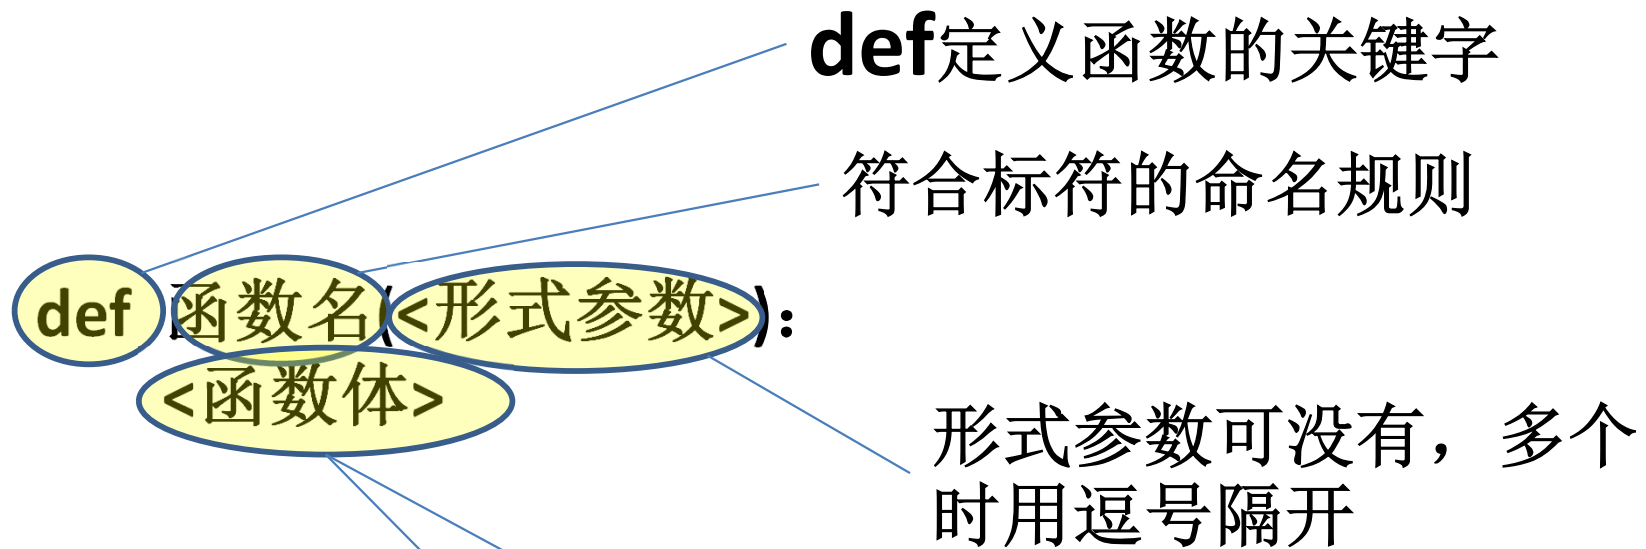 def定义函数的关键字
符合标符的命名规则
def 函数名(<形式参数>):
<函数体>
形式参数可没有，多个
时用逗号隔开